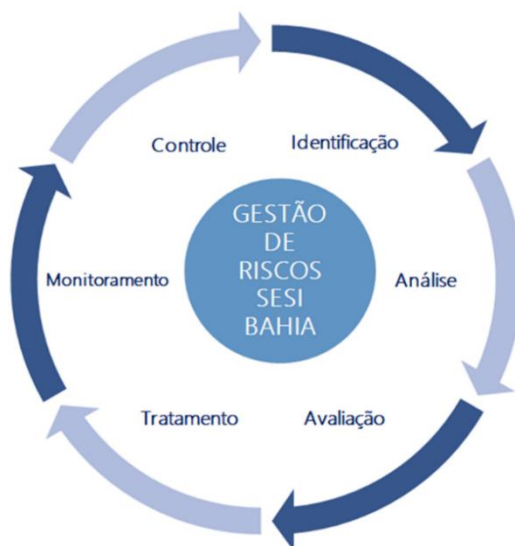 Controle
Identificação
GESTÃO
DE
RISCOS
SESI
BAHIA
Monitoramento
Análise
Tratamento
Avaliação